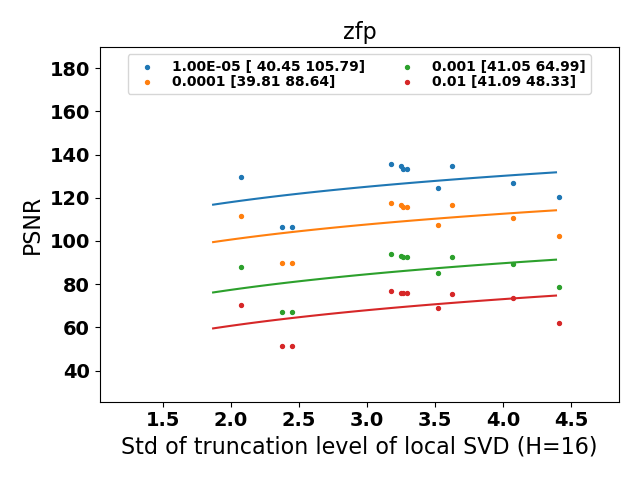 zfp
1.00E-05 [ 40.45 105.79]
0.0001 [39.81 88.64]
0.001 [41.05 64.99]
0.01 [41.09 48.33]
180
160
140
120
100
80
60
40
PSNR
1.5 2.0 2.5 3.0 3.5 4.0 4.5
Std of truncation level of local SVD (H=16)